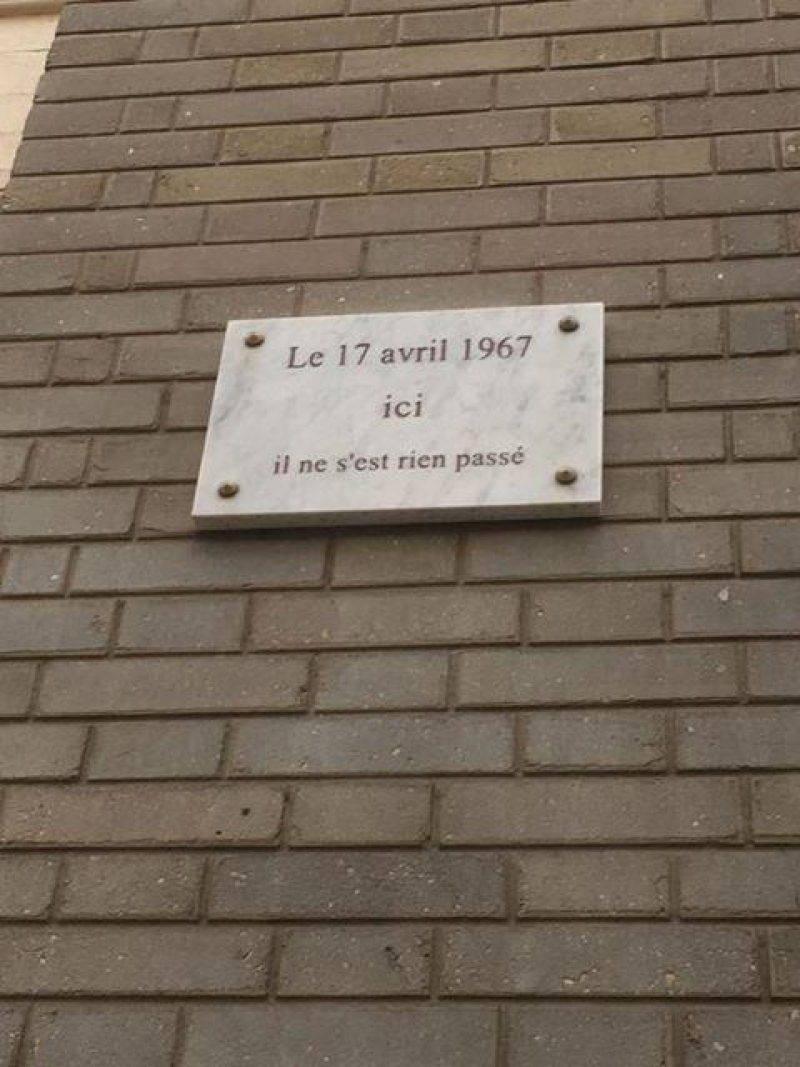 Le 17 avril 1967
ici
il ne s'est rien passé